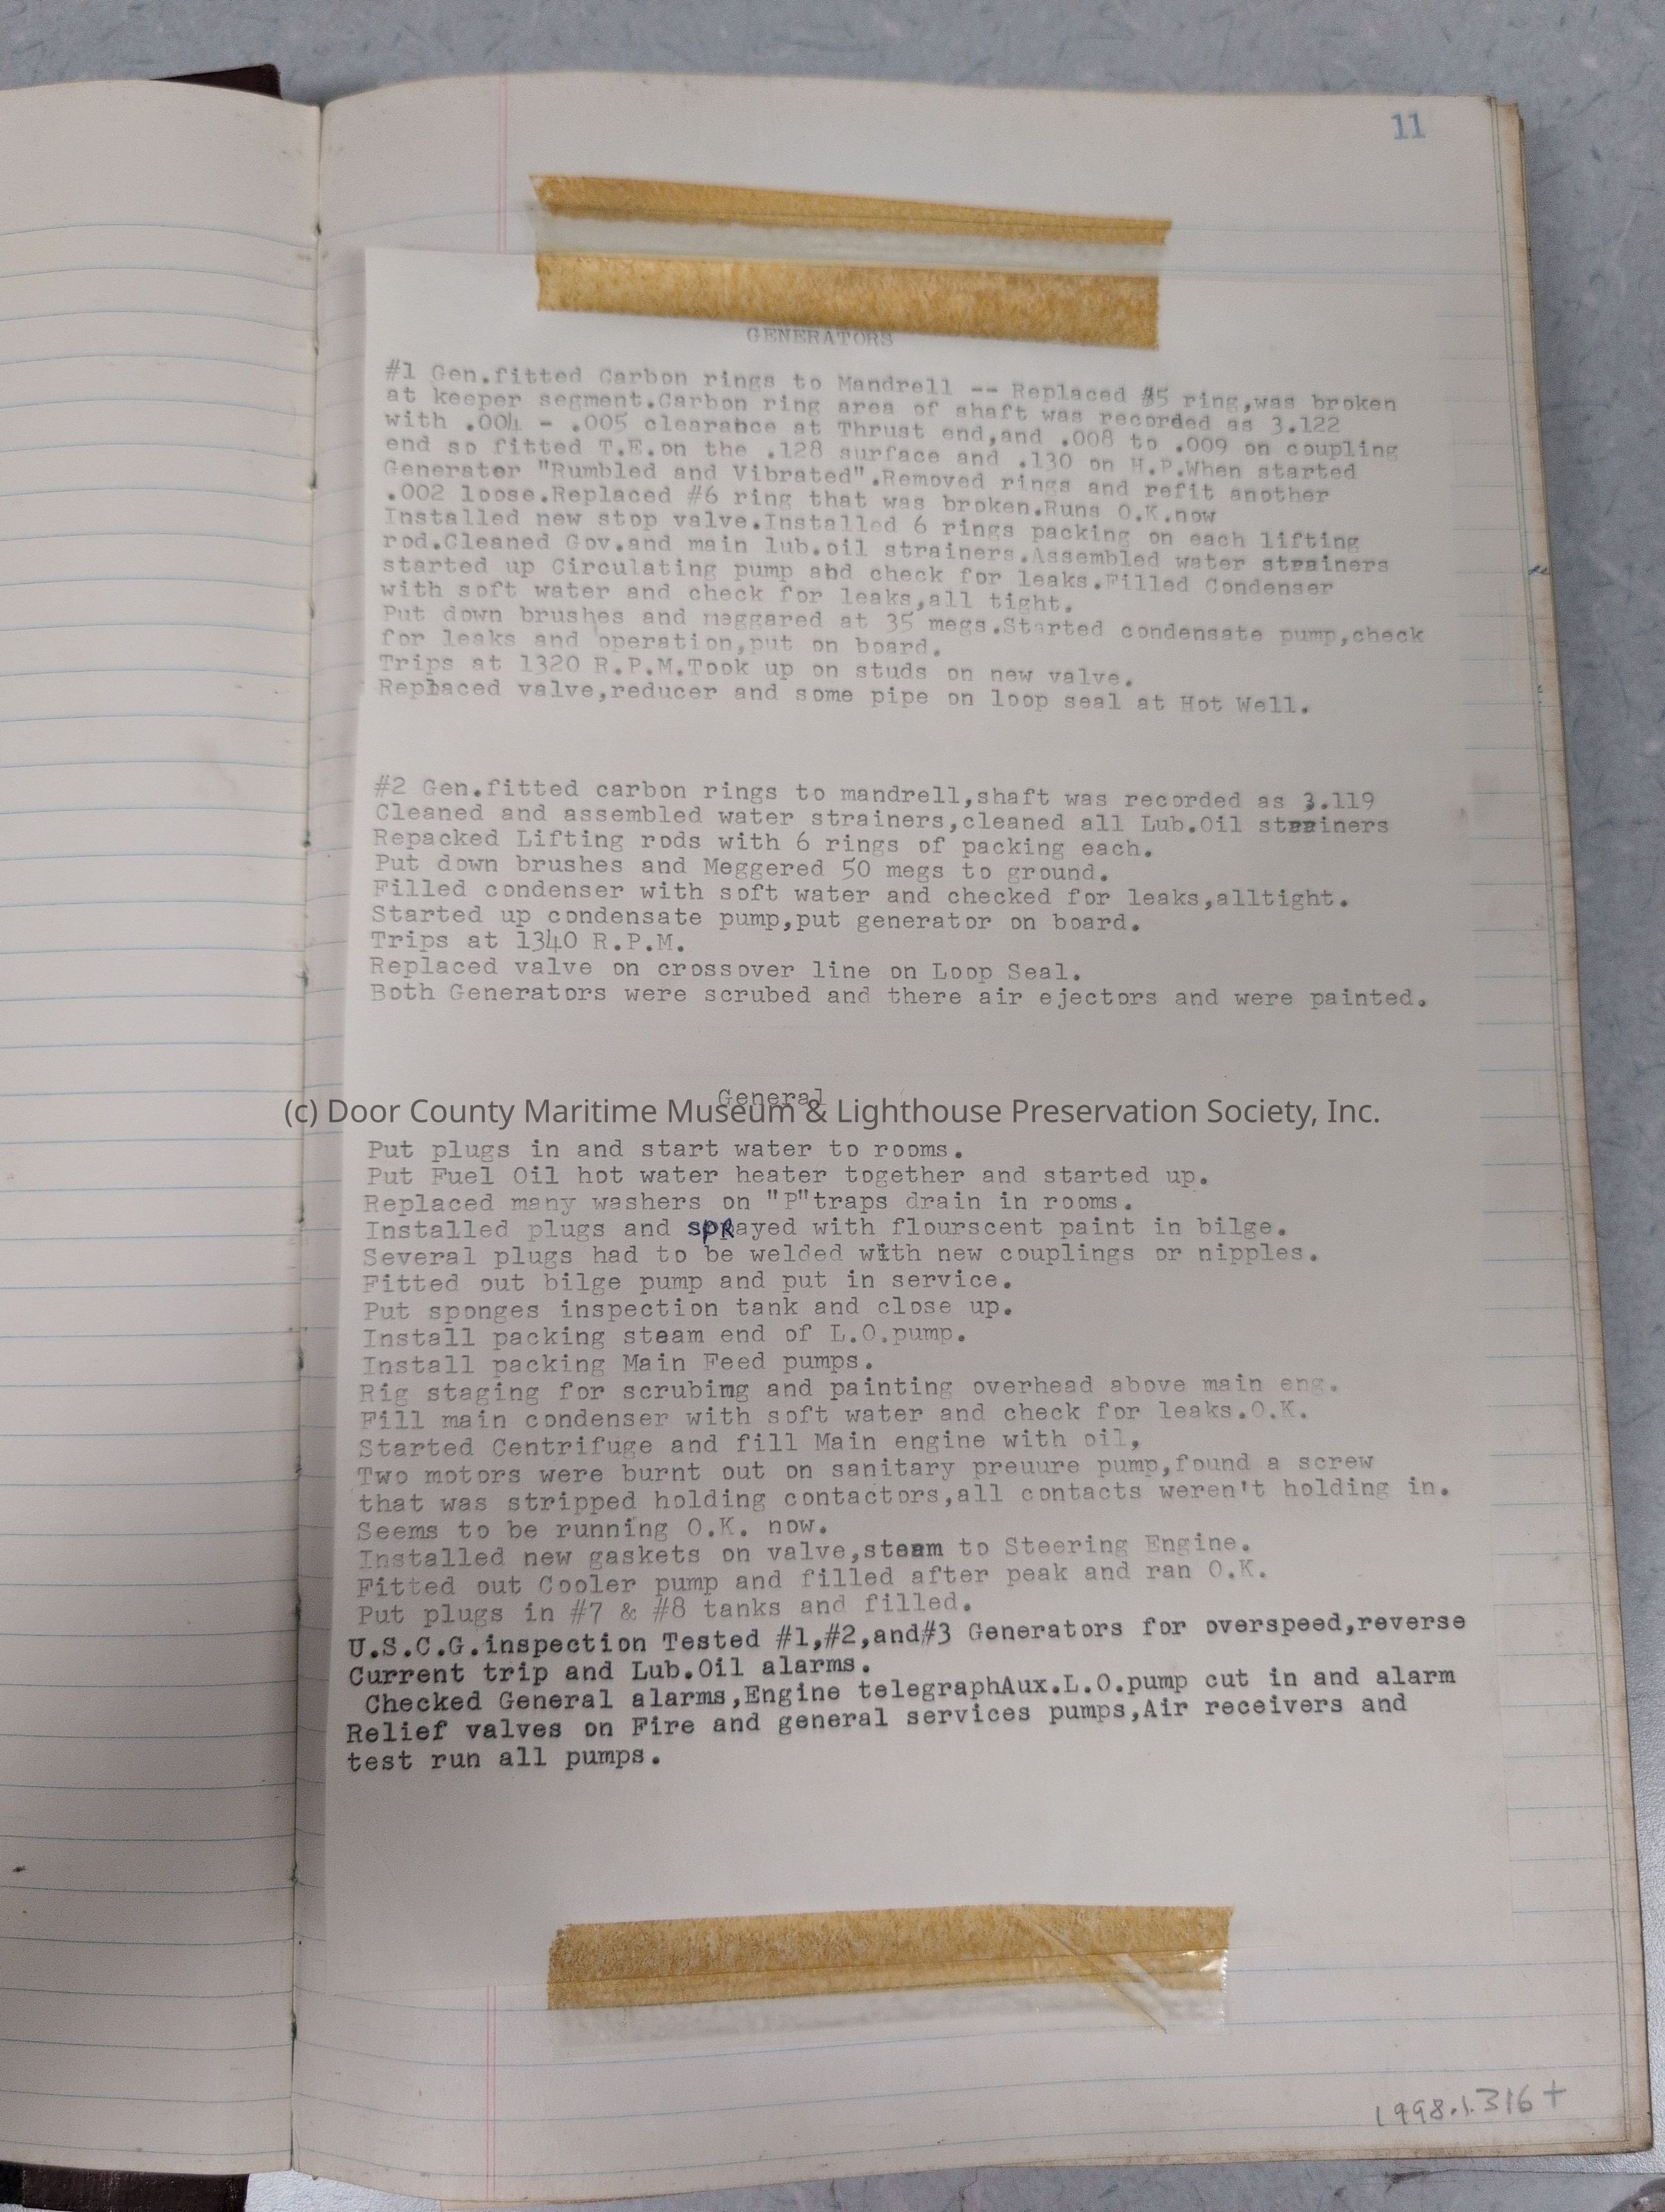 11
GENERATORS
#1 Gen.fitted Carbon rings to Mandrell -- Replaced #5 ring,was broken
at keeper segment.Carbon ring area of shaft was recorded as 3.122
with .004 - .005 clearance at Thrust end,and .008 to .009 on coupling
end so fitted T.E.on the .128 surface and .130 on H.P.When started
Generator "Rumbled and Vibrated".Removed rings and refit another
.002 loose.Replaced #6 ring that was broken.Runs O.K.now
Installed new stop valve.Installed 6 rings packing on each lifting
rod.Cleaned Gov.and main lub.oil strainers.Assembled water strainers
started up Circulating pump and check for leaks.Filled Condenser
with soft water and check for leaks,all tight.
Put down brushes and meggared at 35 megs.Started condensate pump,check
for leaks and operation,put on board.
Trips at 1320 R.P.M.Took up on studs on new valve.
Replaced valve,reducer and some pipe on loop seal at Hot Well.
#2 Gen.fitted carbon rings to mandrell,shaft was recorded as 3.119
Cleaned and assembled water strainers,cleaned all Lub.Oil strainers
Repacked Lifting rods with 6 rings of packing each.
Put down brushes and Meggered 50 megs to ground.
Filled condenser with soft water and checked for leaks,alltight.
Started up condensate pump,put generator on board.
Trips at 1340 R.P.M.
Replaced valve on crossover line on Loop Seal.
Both Generators were scrubed and there air ejectors and were painted.
General
(c) Door County Maritime Museum & Lighthouse Preservation Society, Inc.
Put plugs in and start water to rooms.
Put Fuel Oil hot water heater together and started up.
Replaced many washers on "P"traps drain in rooms.
Installed plugs and sprayed with flourscent paint in bilge.
Several plugs had to be welded with new couplings or nipples.
Fitted out bilge pump and put in service.
Put sponges inspection tank and close up.
Install packing steam end of L.O.pump.
Install packing Main Feed pumps.
Rig staging for scrubing and painting overhead above main eng.
Fill main condenser with soft water and check for leaks.O.K.
Started Centrifuge and fill Main engine with oil,
Two motors were burnt out on sanitary preuure pump,found a screw
that was stripped holding contactors,all contacts weren't holding in.
Seems to be running O.K. now.
Installed new gaskets on valve,steam to Steering Engine.
Fitted out Cooler pump and filled after peak and ran O.K.
Put plugs in #7 & #8 tanks and filled.
U.S.C.G.inspection Tested #1,#2,and#3 Generators for overspeed,reverse
Current trip and Lub.Oil alarms.
Checked General alarms,Engine telegraphAux.L.O.pump cut in and alarm
Relief valves on Fire and general services pumps,Air receivers and
test run all pumps.
1998.1.316+